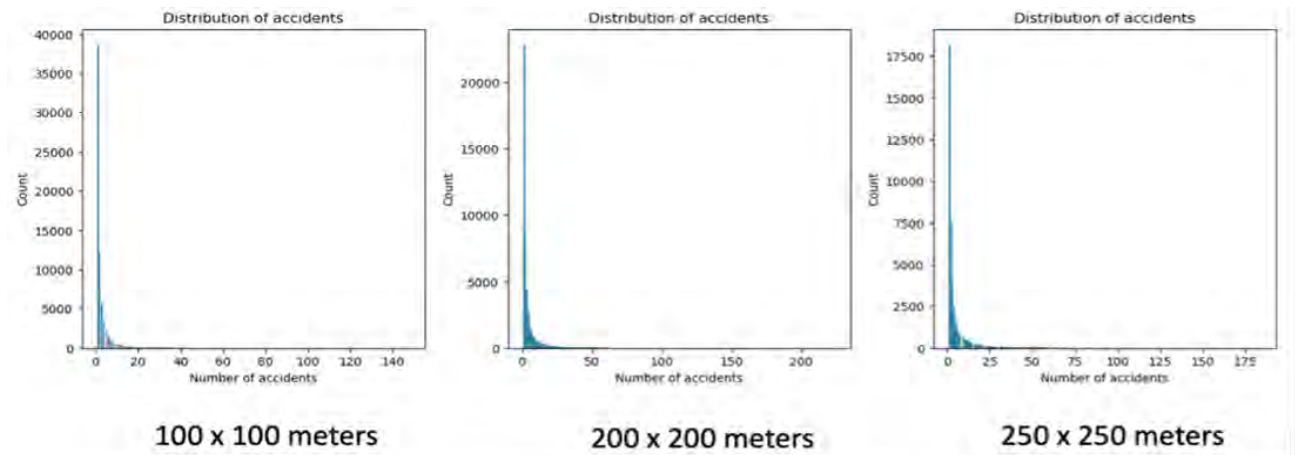 Distribution of accidents
40000
35000
30000
25000
20000
15000
10000
5000
0
Count
0 20 40 60 80 100 120 140
Number of accidents
100 x 100 meters
Distribution of accidents
20000
15000
10000
5000
0
Count
0 50 100 150 200
Number of accidents
200 x 200 meters
Distribution of accidents
17500
15000
12500
10000
7500
5000
2500
0
Count
0 25 50 75 100 125 150 175
Number of accidents
250 x 250 meters